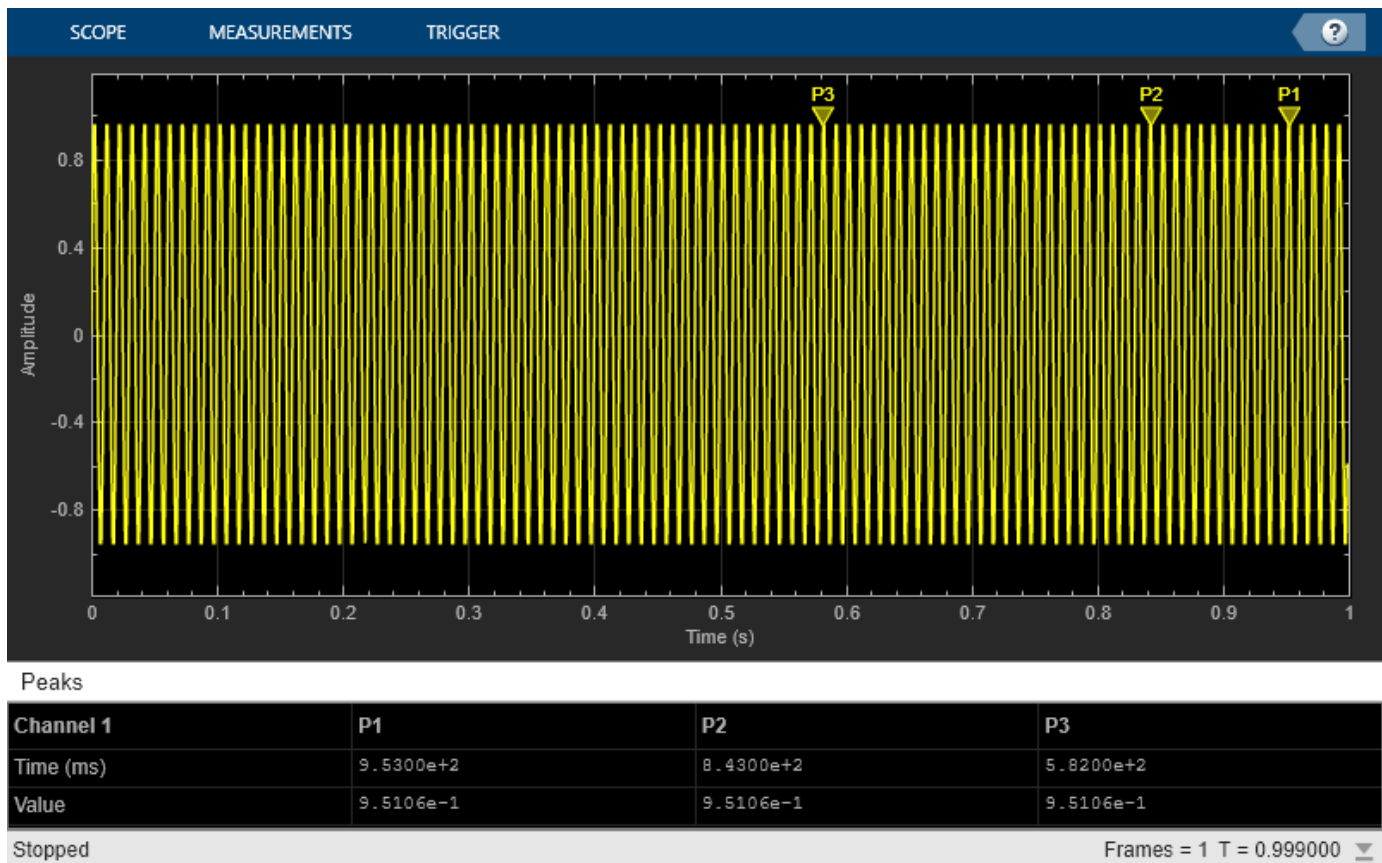 SCOPE MEASUREMENTS TRIGGER ?
P3 P2 P1
0.8
0.4
0
-0.4
-0.8
Amplitude
0 0.1 0.2 0.3 0.4 0.5 0.6 0.7 0.8 0.9 1
Time (s)
Peaks
Channel 1 P1 P2 P3
Time (ms) 9.5300e+2 8.4300e+2 5.8200e+2
Value 9.5106e-1 9.5106e-1 9.5106e-1
Stopped Frames = 1 T = 0.999000